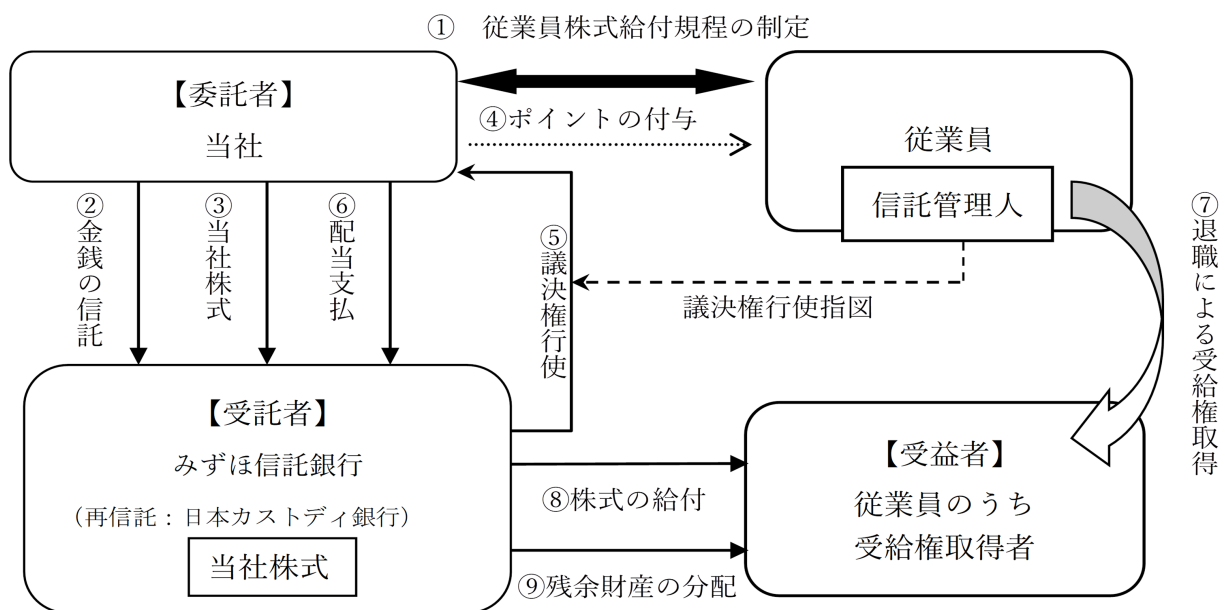 ① 従業員株式給付規程の制定
【委託者】
当社
④ポイントの付与
従業員
信託管理人
②金銭の信託
③当社株式
⑥配当支払
⑤議決権行使
議決権行使指図
⑦退職による受給権取得
【受託者】
みずほ信託銀行
（再信託：日本カストディ銀行）
当社株式
⑧株式の給付
⑨残余財産の分配
【受益者】
従業員のうち
受給権取得者